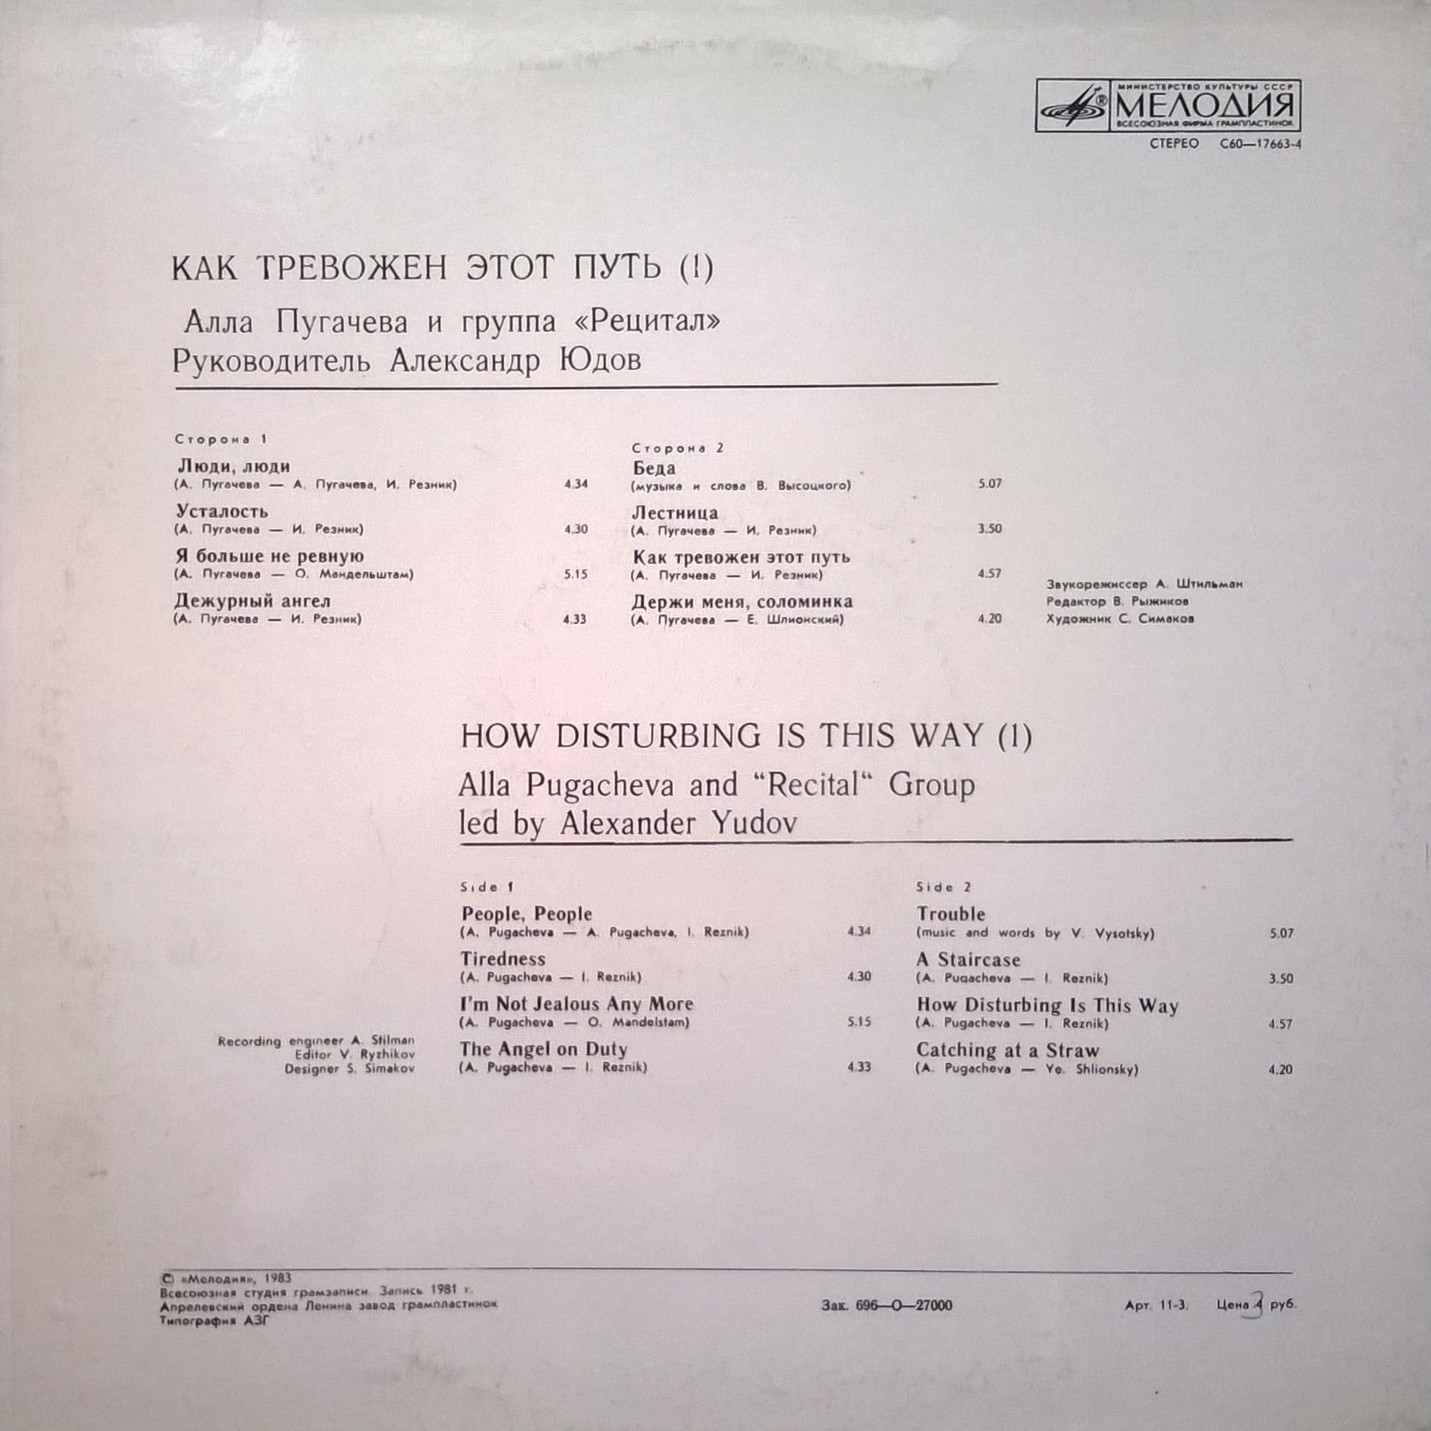 МИНИСТЕРСТВО КУЛЬТУРЫ СССР
МЕЛОДИЯ
®
ВСЕСОЮЗНАЯ ФИРМА ГРАМПЛАСТИНОК
СТЕРЕО С60—17663-4
КАК ТРЕВОЖЕН ЭТОТ ПУТЬ (1)
Алла Пугачева и группа «Рецитал»
Руководитель Александр Юдов
Сторона 1
Люди, люди
(А. Пугачева — А. Пугачева, И. Резник) 4.34
Усталость
(А. Пугачева — И. Резник) 4.30
Я больше не ревную
(А. Пугачева — О. Мандельштам) 5.15
Дежурный ангел
(А. Пугачева — И. Резник) 4.33
Сторона 2
Беда
(музыка и слова В. Высоцкого) 5.07
Лестница
(А. Пугачева — И. Резник) 3.50
Как тревожен этот путь
(А. Пугачева — И. Резник) 4.57
Держи меня, соломинка
(А. Пугачева — Е. Шлионский) 4.20
Звукорежиссер А. Штильман
Редактор В. Рыжиков
Художник С. Симаков
HOW DISTURBING IS THIS WAY (1)
Alla Pugacheva and “Recital“ Group
led by Alexander Yudov
Side 1
People, People
(A. Pugacheva — A. Pugacheva, I. Reznik) 4.34
Tiredness
(A. Pugacheva — I. Reznik) 4.30
I'm Not Jealous Any More
(A. Pugacheva — O. Mandelstam) 5.15
The Angel on Duty
(A. Pugacheva — I. Reznik) 4.33
Side 2
Trouble
(music and words by V. Vysotsky) 5.07
A Staircase
(A. Pugacheva — I. Reznik) 3.50
How Disturbing Is This Way
(A. Pugacheva — I. Reznik) 4.57
Catching at a Straw
(A. Pugacheva — Ye. Shlionsky) 4.20
Recording engineer A. Stilman
Editor V. Ryzhikov
Designer S. Simakov
© «Мелодия», 1983
Всесоюзная студия грамзаписи. Запись 1981 г.
Апрелевский ордена Ленина завод грампластинок
Типография АЗГ
Зак. 696—О—27000
Арт. 11-3. Цена 3 руб.